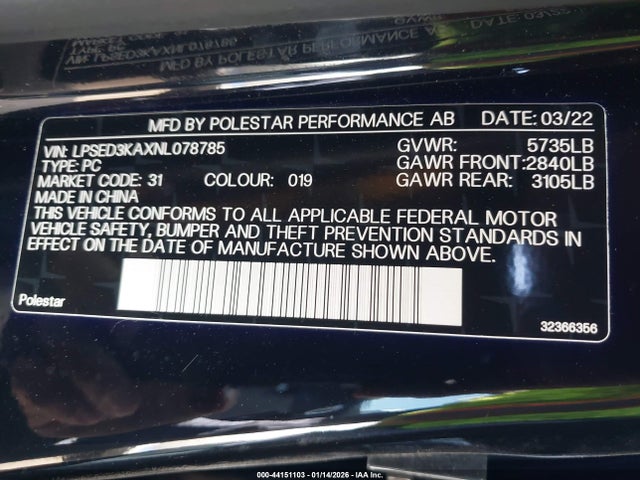 MFD BY POLESTAR PERFORMANCE AB DATE: 03/22
VIN: LPSED3KAXNL078785 GVWR: 5735LB
TYPE: PC GAWR FRONT:2840LB
MARKET CODE: 31 COLOUR: 019 GAWR REAR: 3105LB
MADE IN CHINA
THIS VEHICLE CONFORMS TO ALL APPLICABLE FEDERAL MOTOR
VEHICLE SAFETY, BUMPER AND THEFT PREVENTION STANDARDS IN
EFFECT ON THE DATE OF MANUFACTURE SHOWN ABOVE.
Polestar
32366356
000-44151103 - 01/14/2026 - IAA Inc.